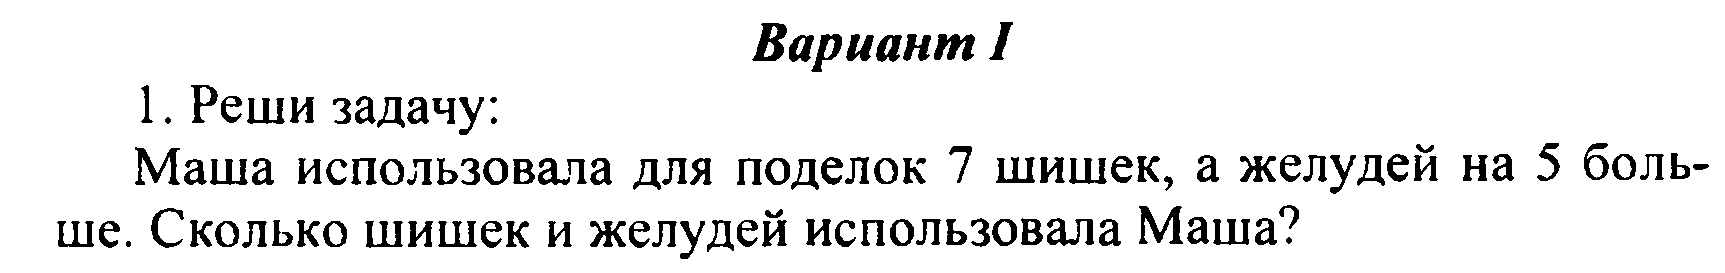 Вариант I
1. Реши задачу:
Маша использовала для поделок 7 шишек, а желудей на 5 боль-
ше. Сколько шишек и желудей использовала Маша?